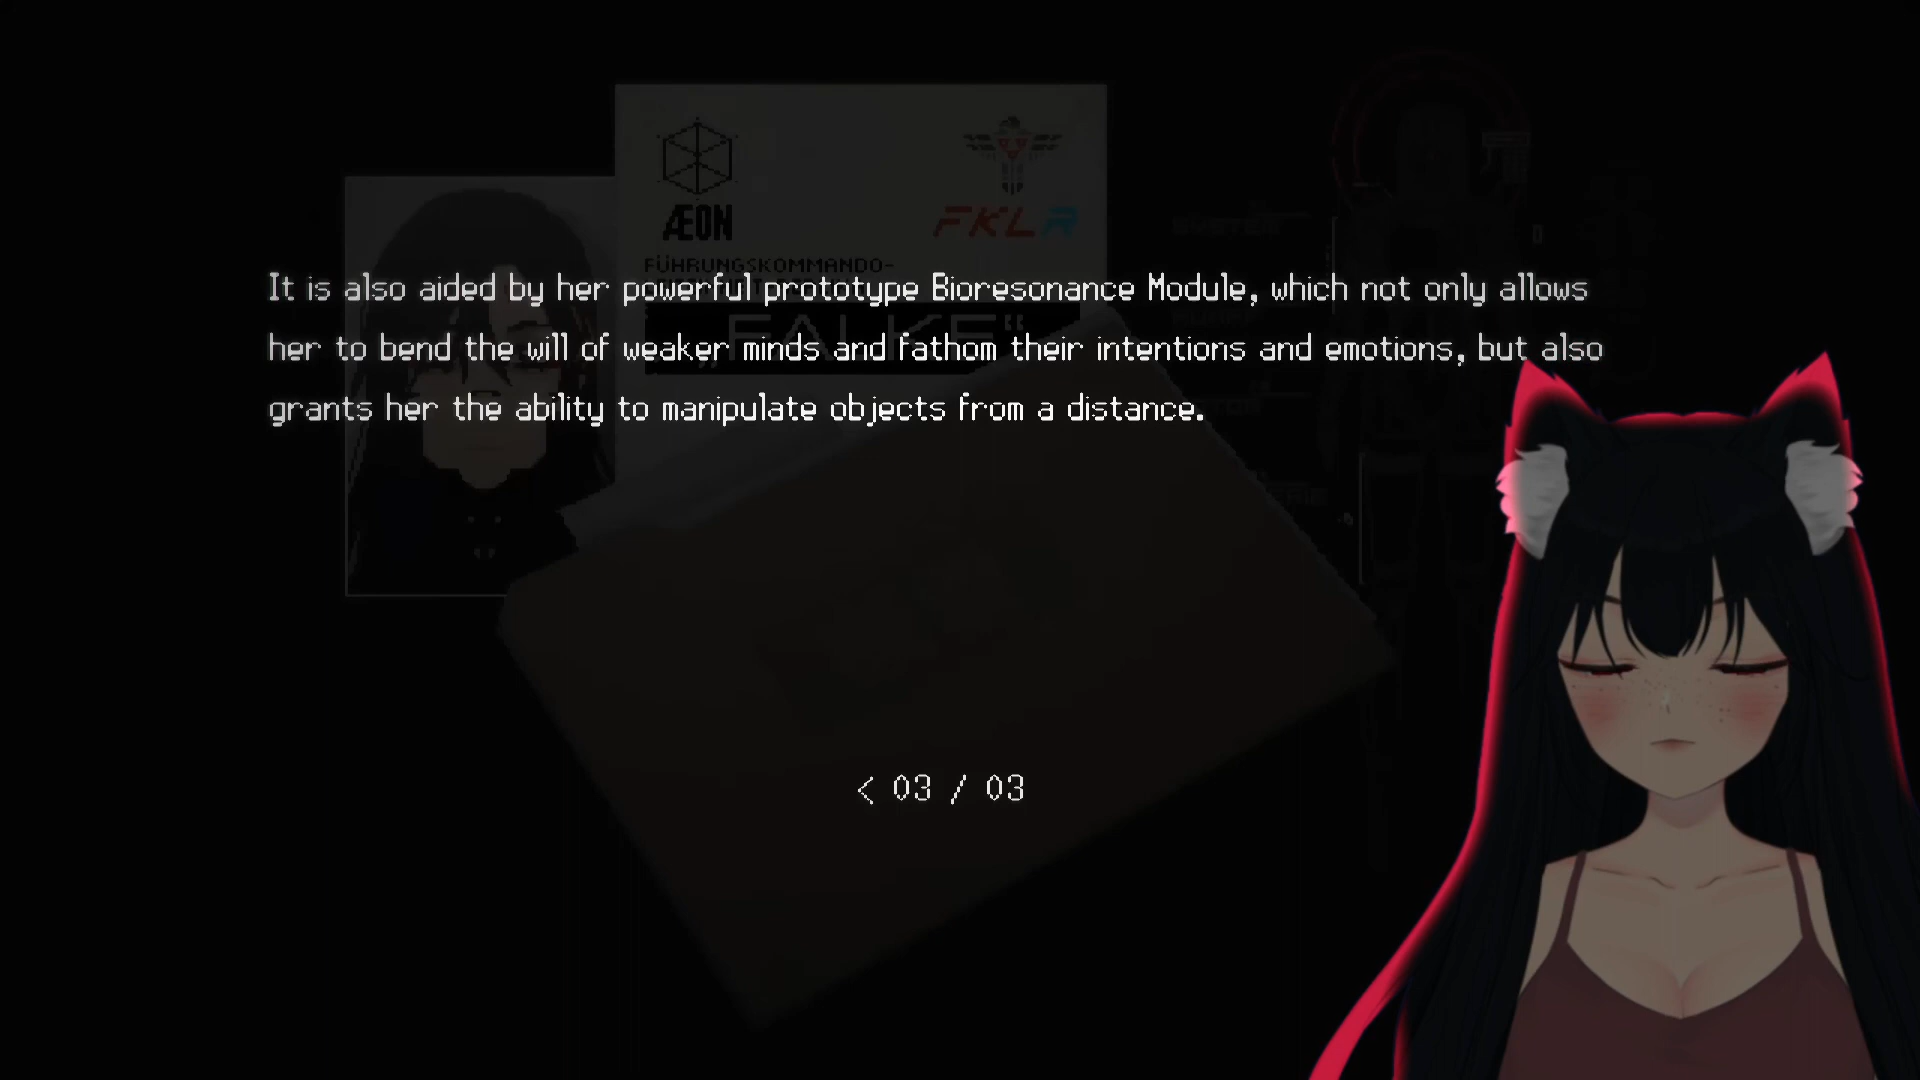 ÆON
FKLR
FÜHRUNGSKOMMANDO-
It is also aided by her powerful prototype Bioresonance Module, which not only allows
„FALKE“
her to bend the will of weaker minds and fathom their intentions and emotions, but also
grants her the ability to manipulate objects from a distance.
< 03 / 03